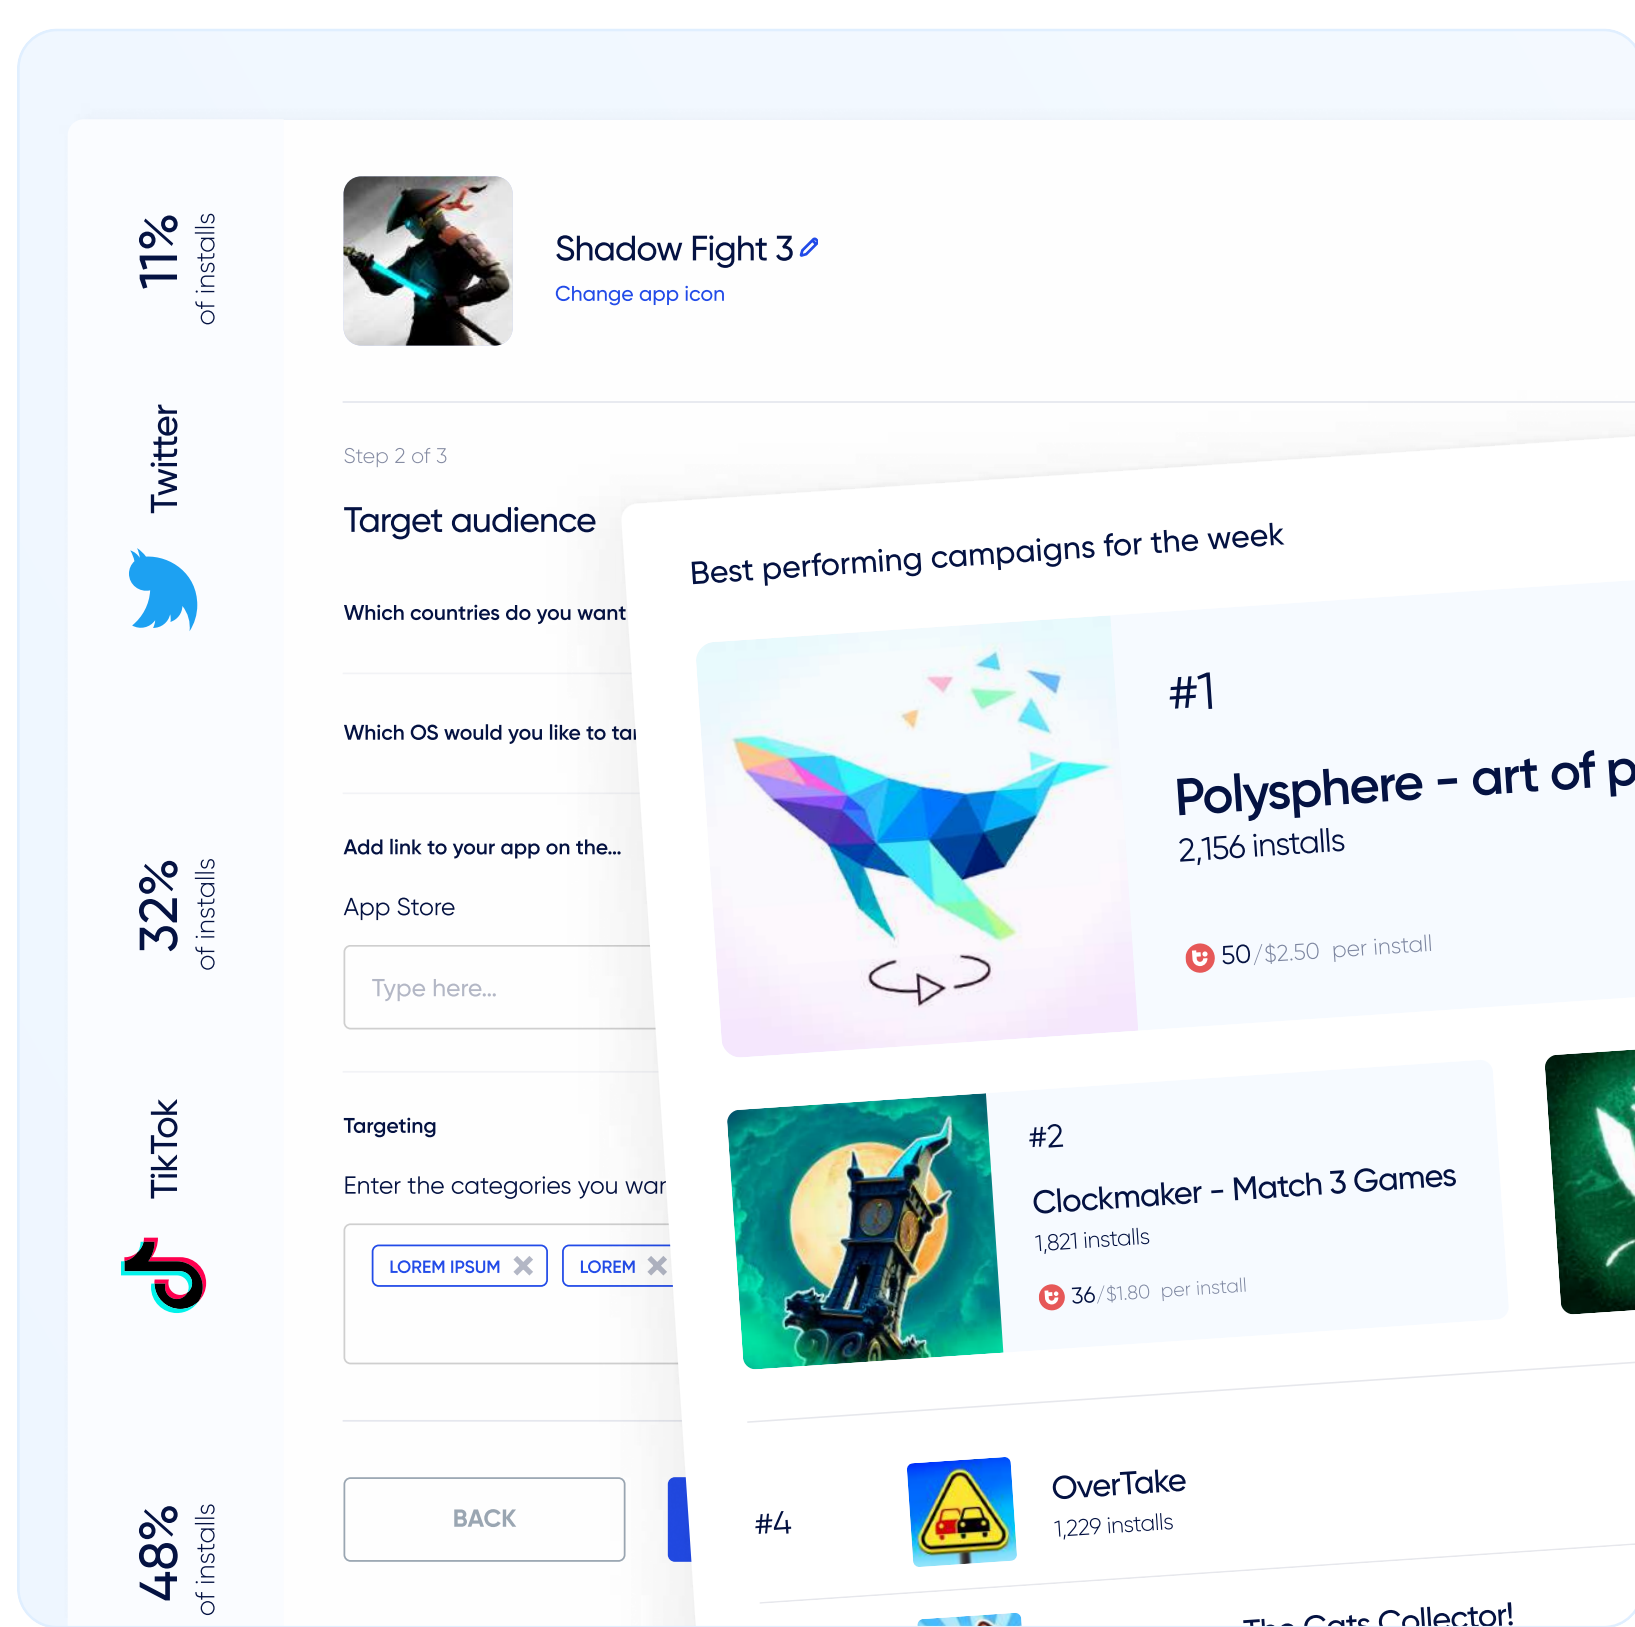 11%
of installs
Twitter
32%
of installs
TikTok
48%
of installs
Shadow Fight 3
Change app icon
Step 2 of 3
Target audience
Which countries do you want
Which OS would you like to
Add link to your app on the...
App Store
Type here...
Targeting
Enter the categories you
LOREM IPSUM
LOREM
BACK
Best performing campaigns for the week
#1
Polysphere - art of
2,156 installs
50/$2.50 per install
#2
Clockmaker - Match 3 Games
1,821 installs
36/$1.80 per install
#4
OverTake
1,229 installs
The Cats Collector!